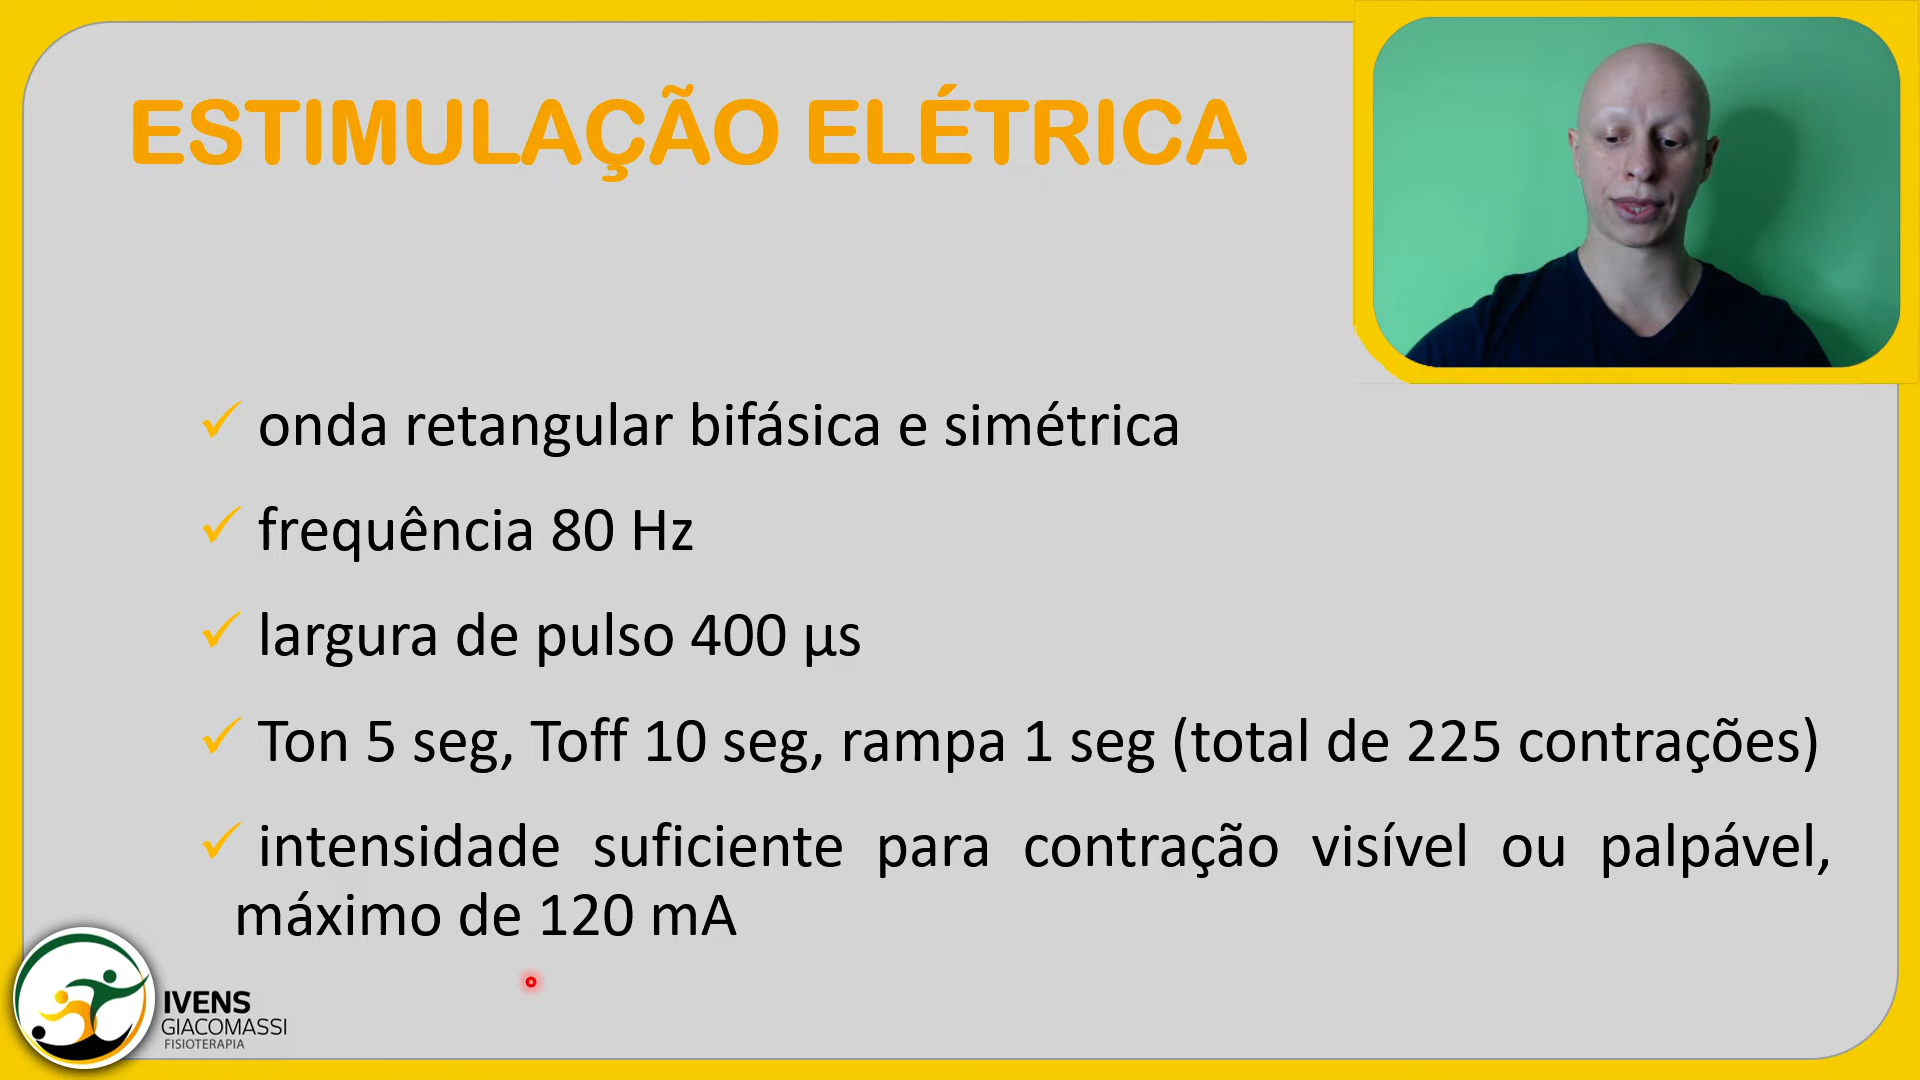 ESTIMULAÇÃO ELÉTRICA
onda retangular bifásica e simétrica
frequência 80 Hz
largura de pulso 400 µs
Ton 5 seg, Toff 10 seg, rampa 1 seg (total de 225 contrações)
intensidade suficiente para contração visível ou palpável,
máximo de 120 mA
IVENS
GIACOMASSI
FISIOTERAPIA